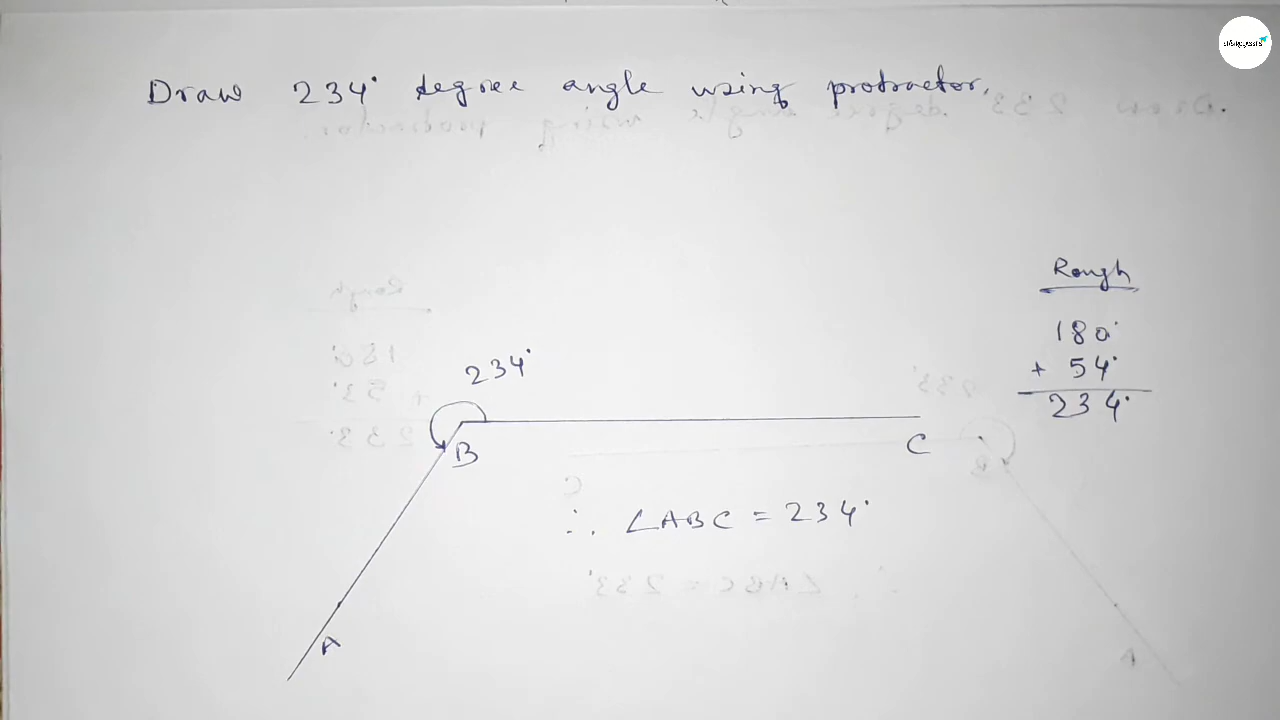 Draw 234° degree angle using protractor.
Rough
180°
+ 54°
234°
234°
B
C
∴ ∠ABC = 234°
A